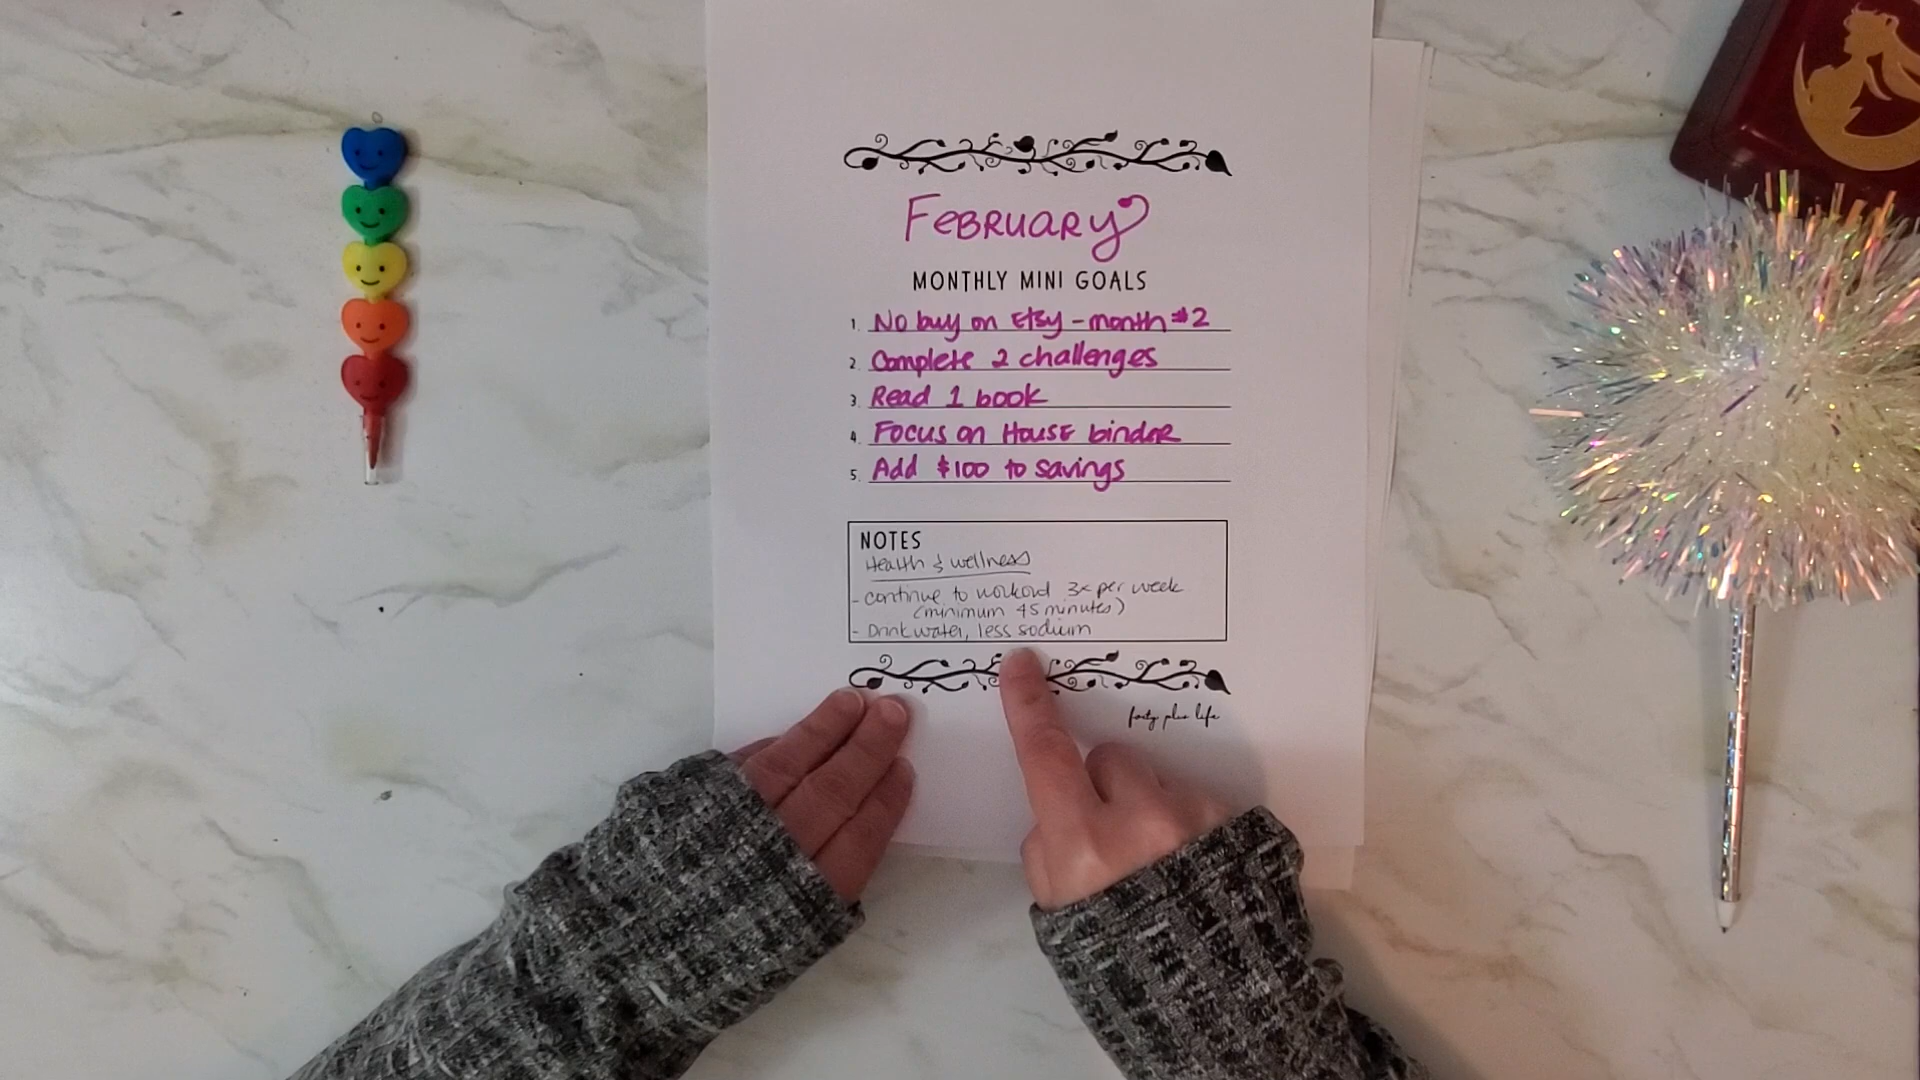 February
MONTHLY MINI GOALS
1. No buy on Etsy - month #2
2. Complete 2 challenges
3. Read 1 book
4. Focus on House binder
5. Add $100 to savings
NOTES
Health & wellness
- continue to workout 3x per week
(minimum 45 minutes)
- Drink water, less sodium
forty plus life